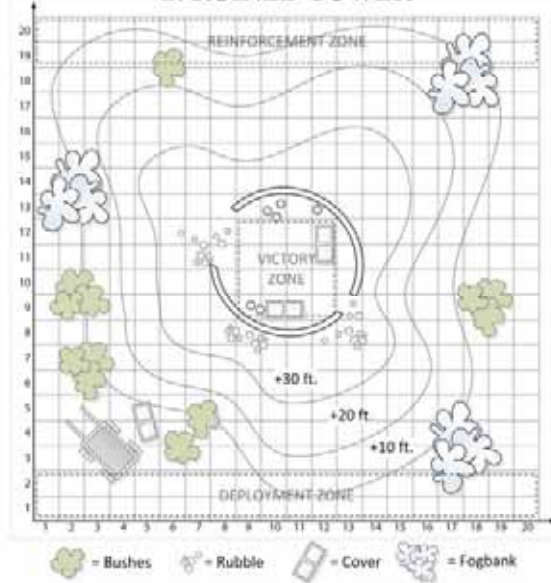 20
REINFORCEMENT ZONE
19
18
17
16
15
14
13
12
11
VICTORY
ZONE
10
9
8
7
6
+30 ft.
5
+20 ft
4
3
+10 ft.
2
DEPLOYMENT ZONE
1
1 2 3 4 5 6 7 8 9 10 11 12 13 14 15 16 17 18 19 20
= Bushes = Rubble = Cover = Fogbank